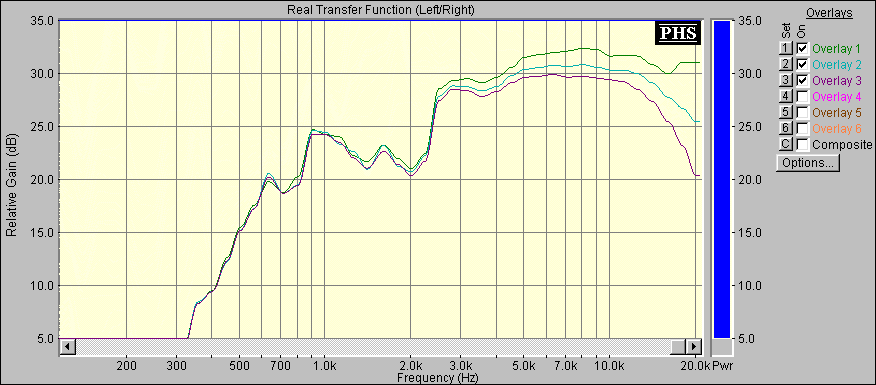 Real Transfer Function (Left/Right)
Relative Gain (dB)
35.0
30.0
25.0
20.0
15.0
10.0
5.0
PHS
200
300
500
700
1.0k
2.0k
3.0k
5.0k
7.0k
10.0k
20.0k
Frequency (Hz)
35.0
30.0
25.0
20.0
15.0
10.0
5.0
Pwr
Overlays
Set On
1 Overlay 1
2 Overlay 2
3 Overlay 3
4 Overlay 4
5 Overlay 5
6 Overlay 6
C Composite
Options...